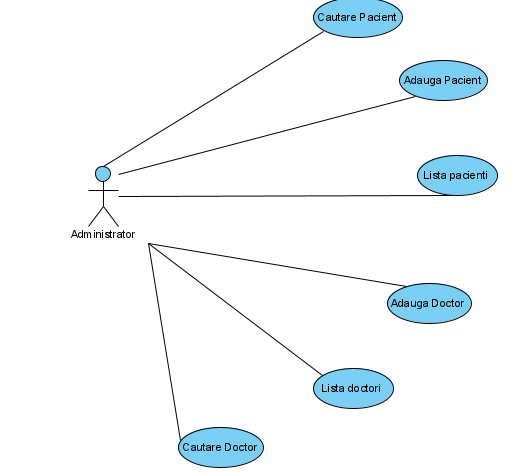 Cautare Pacient
Adauga Pacient
Lista pacienti
Administrator
Adauga Doctor
Lista doctori
Cautare Doctor